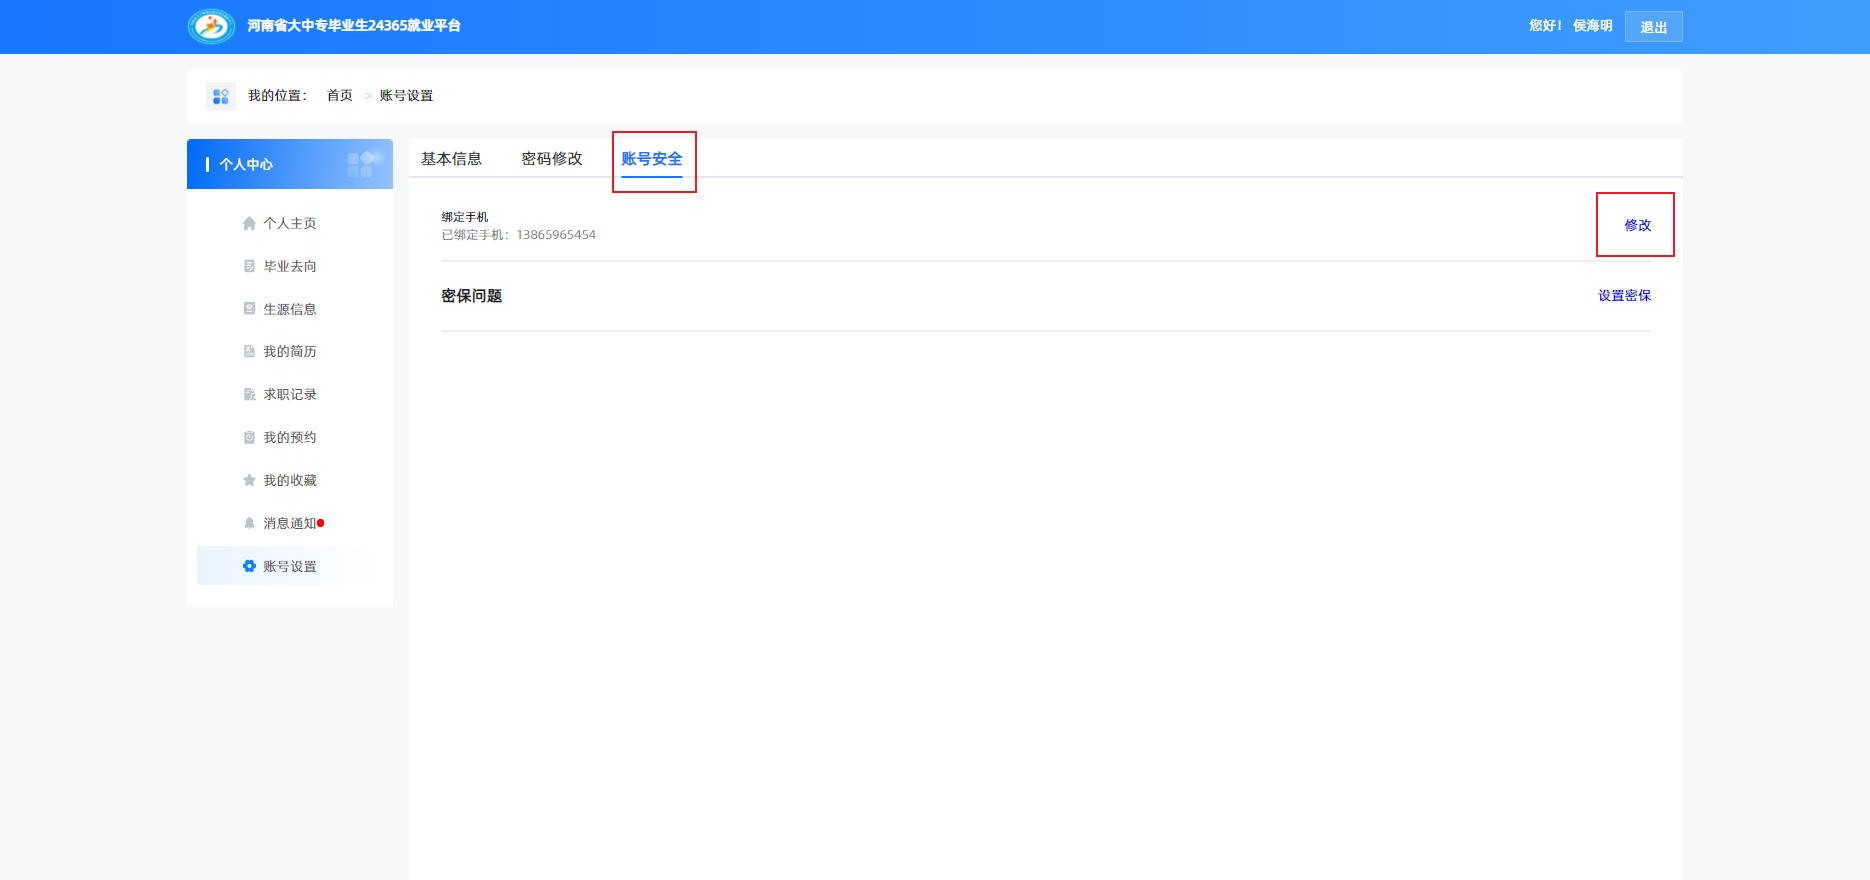 河南省大中专毕业生24365就业平台
您好！ 侯海明 退出
我的位置： 首页 > 账号设置
个人中心
个人主页
毕业去向
生源信息
我的简历
求职记录
我的预约
我的收藏
消息通知
账号设置
基本信息 密码修改 账号安全
绑定手机
已绑定手机：13865965454
修改
密保问题
设置密保